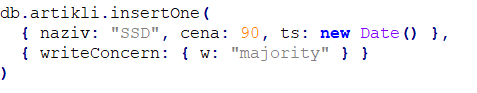 db.artikli.insertOne(
  { naziv: "SSD", cena: 90, ts: new Date() },
  { writeConcern: { w: "majority" } }
)